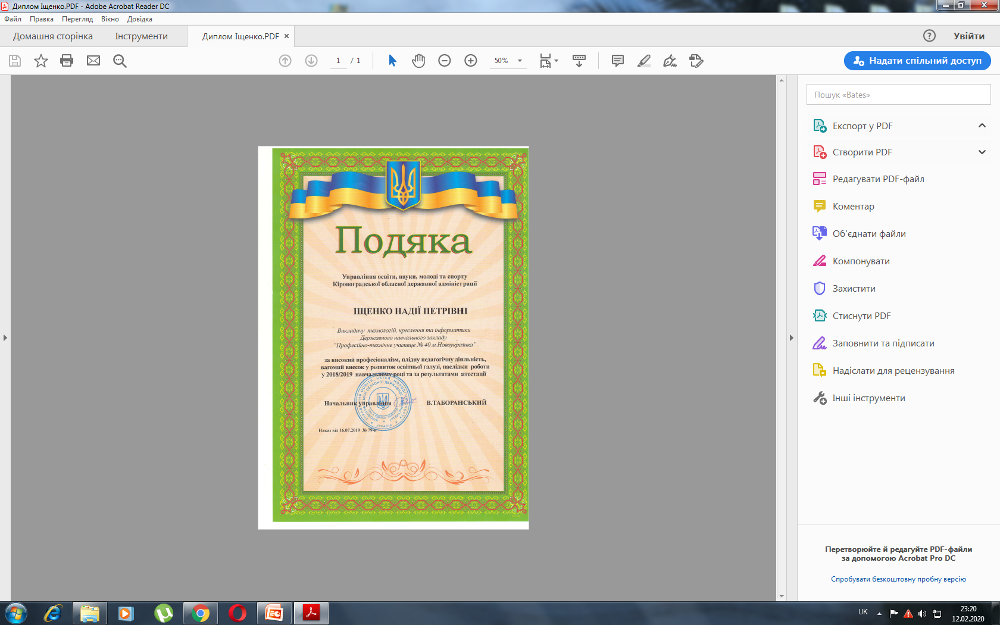 Диплом Іщенко.PDF - Adobe Acrobat Reader DC
Файл Правка Перегляд Вікно Довідка
Домашня сторінка Інструменти Диплом Іщенко.PDF Увійти
1 / 1 50% Надати спільний доступ
Пошук «Bates»
Експорт у PDF
Створити PDF
Редагувати PDF-файл
Коментар
Об'єднати файли
Компонувати
Захистити
Стиснути PDF
Заповнити та підписати
Надіслати для рецензування
Інші інструменти
Перетворюйте й редагуйте PDF-файли
за допомогою Acrobat Pro DC
Спробувати безкоштовну пробну версію
Подяка
Управління освіти, науки, молоді та спорту
Кіровоградської обласної державної адміністрації
ІЩЕНКО НАДІЇ ПЕТРІВНІ
Викладачу технологій, креслення та інформатики
Державного навчального закладу
"Професійно-технічне училище № 40 м.Новоукраїнка"
за високий професіоналізм, плідну педагогічну діяльність,
вагомий внесок у розвиток освітньої галузі, наслідки роботи
у 2018/2019 навчальному році та за результатами атестації
Начальник управління В.ТАБОРАНСЬКИЙ
УКРАЇНА
Наказ від 16.07.2019 № 79-к
UK 23:20
12.02.2020